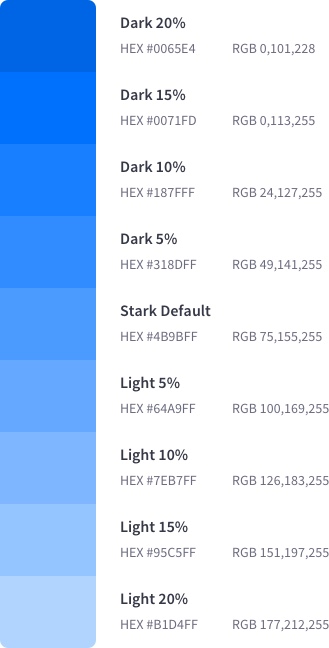 Dark 20%
HEX #0065E4 RGB 0,101,228
Dark 15%
HEX #0071FD RGB 0,113,255
Dark 10%
HEX #187FFF RGB 24,127,255
Dark 5%
HEX #318DFF RGB 49,141,255
Stark Default
HEX #4B9BFF RGB 75,155,255
Light 5%
HEX #64A9FF RGB 100,169,255
Light 10%
HEX #7EB7FF RGB 126,183,255
Light 15%
HEX #95C5FF RGB 151,197,255
Light 20%
HEX #B1D4FF RGB 177,212,255